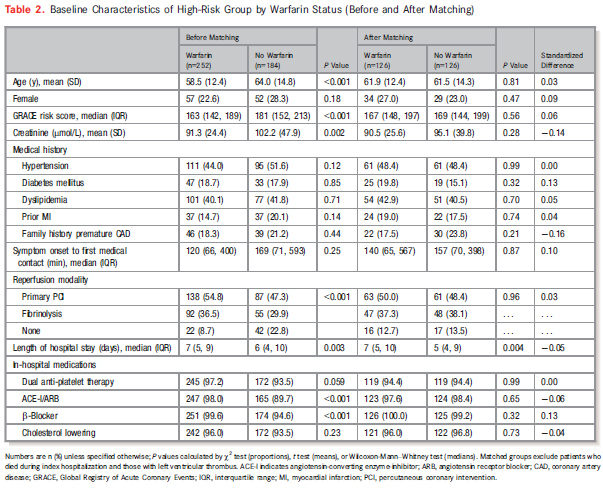 Table 2. Baseline Characteristics of High-Risk Group by Warfarin Status (Before and After Matching)
Before Matching After Matching
Warfarin (n=252) No Warfarin (n=184) P Value Warfarin (n=126) No Warfarin (n=126) P Value Standardized Difference
Age (y), mean (SD) 58.5 (12.4) 64.0 (14.8) <0.001 61.9 (12.4) 61.5 (14.3) 0.81 0.03
Female 57 (22.6) 52 (28.3) 0.18 34 (27.0) 29 (23.0) 0.47 0.09
GRACE risk score, median (IQR) 163 (142, 189) 181 (152, 213) <0.001 167 (148, 197) 169 (144, 199) 0.56 0.06
Creatinine (μmol/L), mean (SD) 91.3 (24.4) 102.2 (47.9) 0.002 90.5 (25.6) 95.1 (39.8) 0.28 −0.14
Medical history
Hypertension 111 (44.0) 95 (51.6) 0.12 61 (48.4) 61 (48.4) 0.99 0.00
Diabetes mellitus 47 (18.7) 33 (17.9) 0.85 25 (19.8) 19 (15.1) 0.32 0.13
Dyslipidemia 101 (40.1) 77 (41.8) 0.71 54 (42.9) 51 (40.5) 0.70 0.05
Prior MI 37 (14.7) 37 (20.1) 0.14 24 (19.0) 22 (17.5) 0.74 0.04
Family history premature CAD 46 (18.3) 39 (21.2) 0.44 22 (17.5) 30 (23.8) 0.21 −0.16
Symptom onset to first medical contact (min), median (IQR) 120 (66, 400) 169 (71, 593) 0.25 140 (65, 567) 157 (70, 398) 0.87 0.10
Reperfusion modality
Primary PCI 138 (54.8) 87 (47.3) <0.001 63 (50.0) 61 (48.4) 0.96 0.03
Fibrinolysis 92 (36.5) 55 (29.9) 47 (37.3) 48 (38.1) ... ...
None 22 (8.7) 42 (22.8) 16 (12.7) 17 (13.5) ... ...
Length of hospital stay (days), median (IQR) 7 (5, 9) 6 (4, 10) 0.003 7 (5, 10) 5 (4, 9) 0.004 −0.05
In-hospital medications
Dual anti-platelet therapy 245 (97.2) 172 (93.5) 0.059 119 (94.4) 119 (94.4) 0.99 0.00
ACE-I/ARB 247 (98.0) 165 (89.7) <0.001 123 (97.6) 124 (98.4) 0.65 −0.06
β-Blocker 251 (99.6) 174 (94.6) <0.001 126 (100.0) 125 (99.2) 0.32 0.13
Cholesterol lowering 242 (96.0) 172 (93.5) 0.23 121 (96.0) 122 (96.8) 0.73 −0.04
Numbers are n (%) unless specified otherwise; P values calculated by χ2 test (proportions), t test (means), or Wilcoxon-Mann–Whitney test (medians). Matched groups exclude patients who
died during index hospitalization and those with left ventricular thrombus. ACE-I indicates angiotensin-converting enzyme-inhibitor; ARB, angiotensin receptor blocker; CAD, coronary artery
disease; GRACE, Global Registry of Acute Coronary Events; IQR, interquartile range; MI, myocardial infarction; PCI, percutaneous coronary intervention.